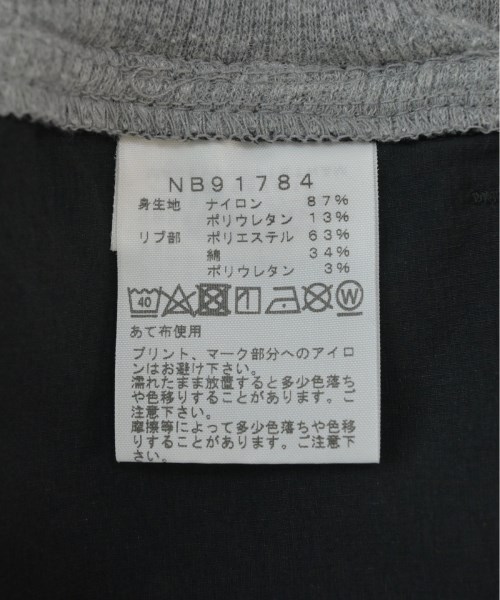 NB91784
身生地 ナイロン 87%
ポリウレタン 13%
リブ部 ポリエステル 63%
綿 34%
ポリウレタン 3%
40 W
あて布使用
プリント、マーク部分へのアイロ
ンはお避け下さい。
濡れたまま放置すると多少色落ち
や色移りすることがあります。ご
注意下さい。
摩擦等によって多少色落ちや色移
りすることがあります。ご注意下さ
い。